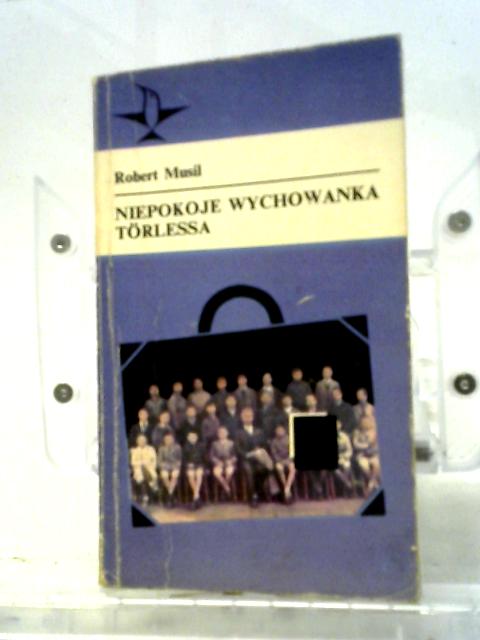 Robert Musil
NIEPOKOJE WYCHOWANKA
TÖRLESSA